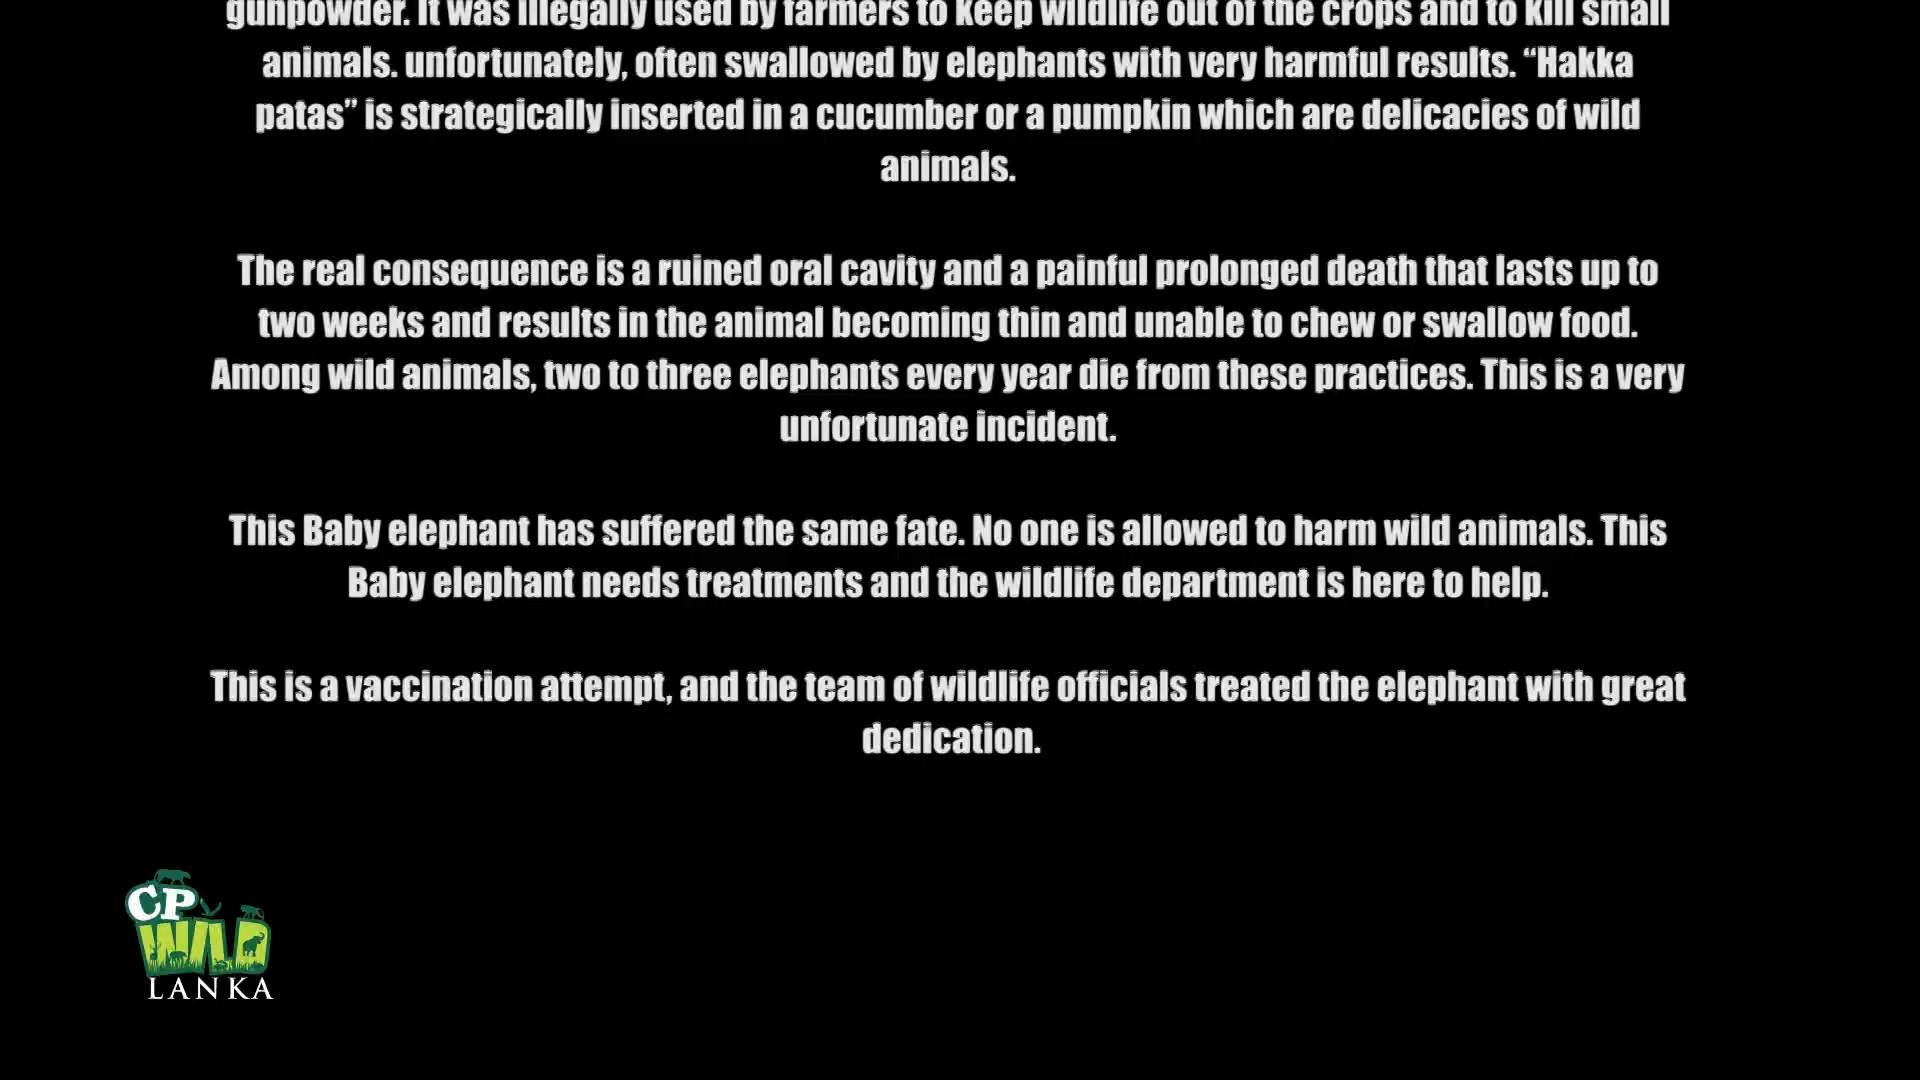 gunpowder. It was illegally used by farmers to keep wildlife out of the crops and to kill small
animals. unfortunately, often swallowed by elephants with very harmful results. “Hakka
patas” is strategically inserted in a cucumber or a pumpkin which are delicacies of wild
animals.
The real consequence is a ruined oral cavity and a painful prolonged death that lasts up to
two weeks and results in the animal becoming thin and unable to chew or swallow food.
Among wild animals, two to three elephants every year die from these practices. This is a very
unfortunate incident.
This Baby elephant has suffered the same fate. No one is allowed to harm wild animals. This
Baby elephant needs treatments and the wildlife department is here to help.
This is a vaccination attempt, and the team of wildlife officials treated the elephant with great
dedication.
CP
WILD
LANKA